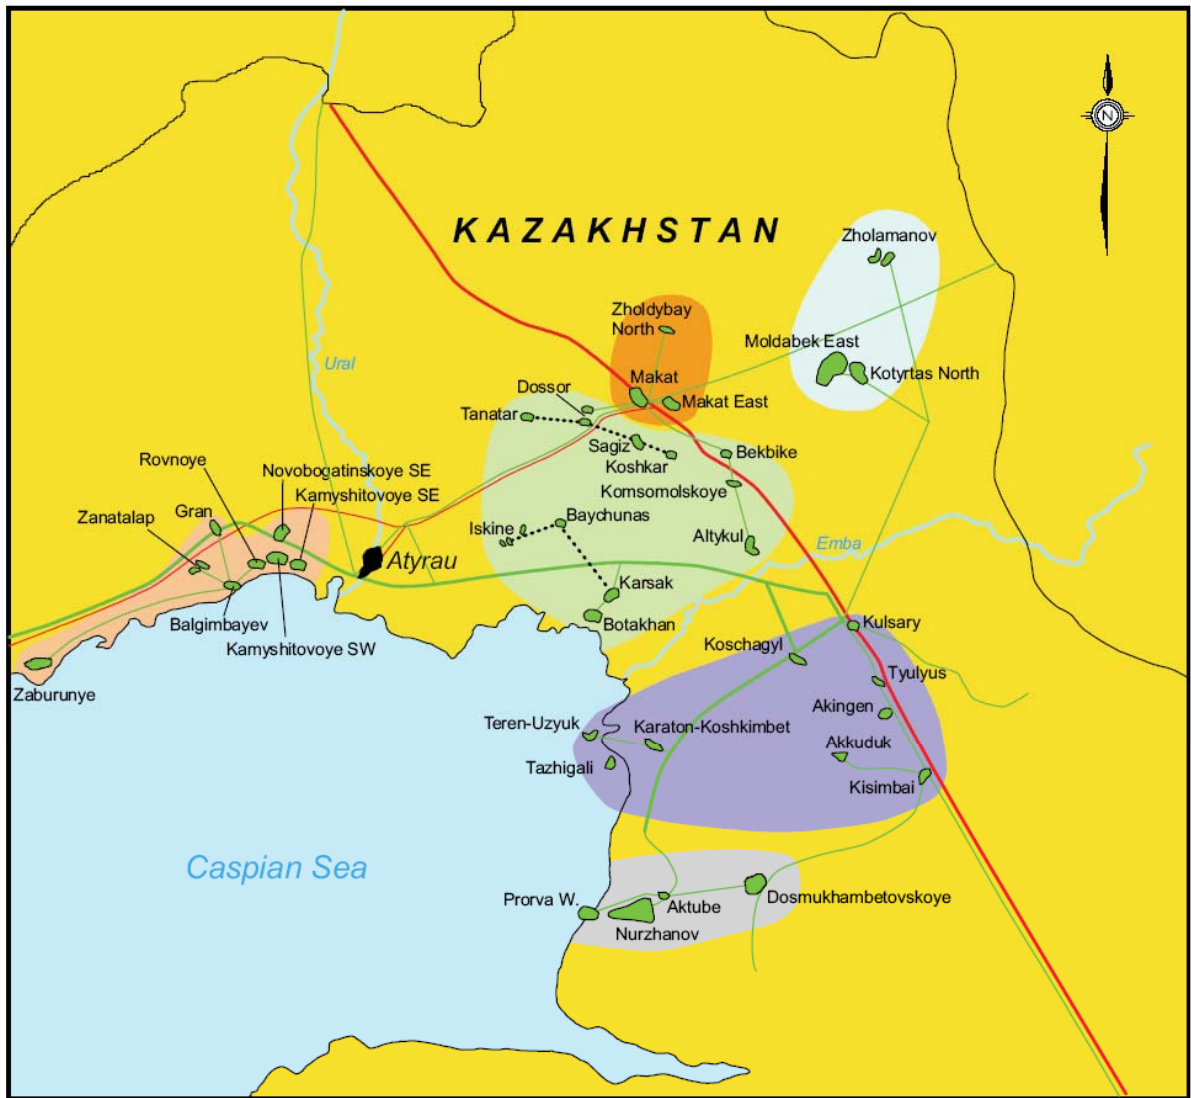 N
KAZAKHSTAN
Zholamanov
Zholdybay
North
Moldabek East
Ural
Makat
Kotyrtas North
Dossor
Makat East
Tanatar
Sagiz
Bekbike
Koshkar
Rovnoye
Novobogatinskoye SE
Komsomolskoye
Kamyshitovoye SE
Zanatalap
Gran
Baychunas
Iskine
Altykul
Emba
Atyrau
Karsak
Balgimbayev
Botakhan
Kulsary
Kamyshitovoye SW
Koschagyl
Tyulyus
Zaburunye
Akingen
Teren-Uzyuk
Karaton-Koshkimbet
Akkuduk
Tazhigali
Kisimbai
Caspian Sea
Prorva W.
Aktube
Dosmukhambetovskoye
Nurzhanov